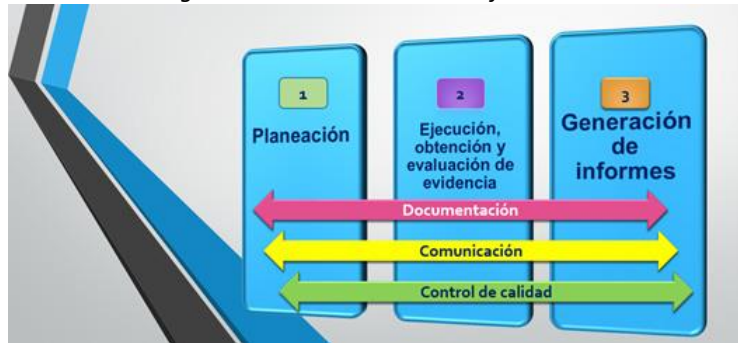 1
Planeación
2
Ejecución,
obtención y
evaluación de
evidencia
3
Generación
de
informes
Documentación
Comunicación
Control de calidad